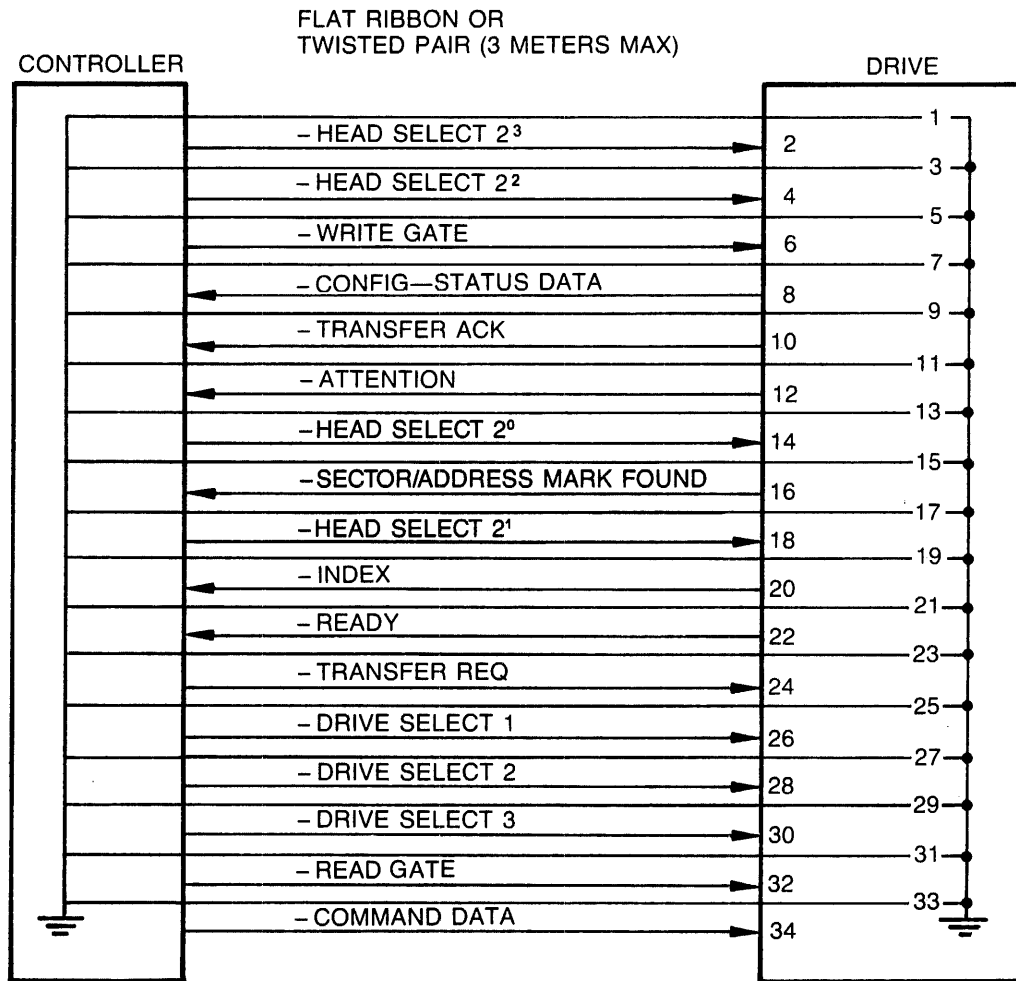 FLAT RIBBON OR
TWISTED PAIR (3 METERS MAX)
CONTROLLER
DRIVE
1
– HEAD SELECT 2³
2
3
– HEAD SELECT 2²
4
5
– WRITE GATE
6
7
– CONFIG—STATUS DATA
8
9
– TRANSFER ACK
10
11
– ATTENTION
12
13
–HEAD SELECT 2⁰
14
15
–SECTOR/ADDRESS MARK FOUND
16
17
–HEAD SELECT 2¹
18
19
– INDEX
20
21
– READY
22
23
– TRANSFER REQ
24
25
– DRIVE SELECT 1
26
27
– DRIVE SELECT 2
28
29
– DRIVE SELECT 3
30
31
– READ GATE
32
33
– COMMAND DATA
34